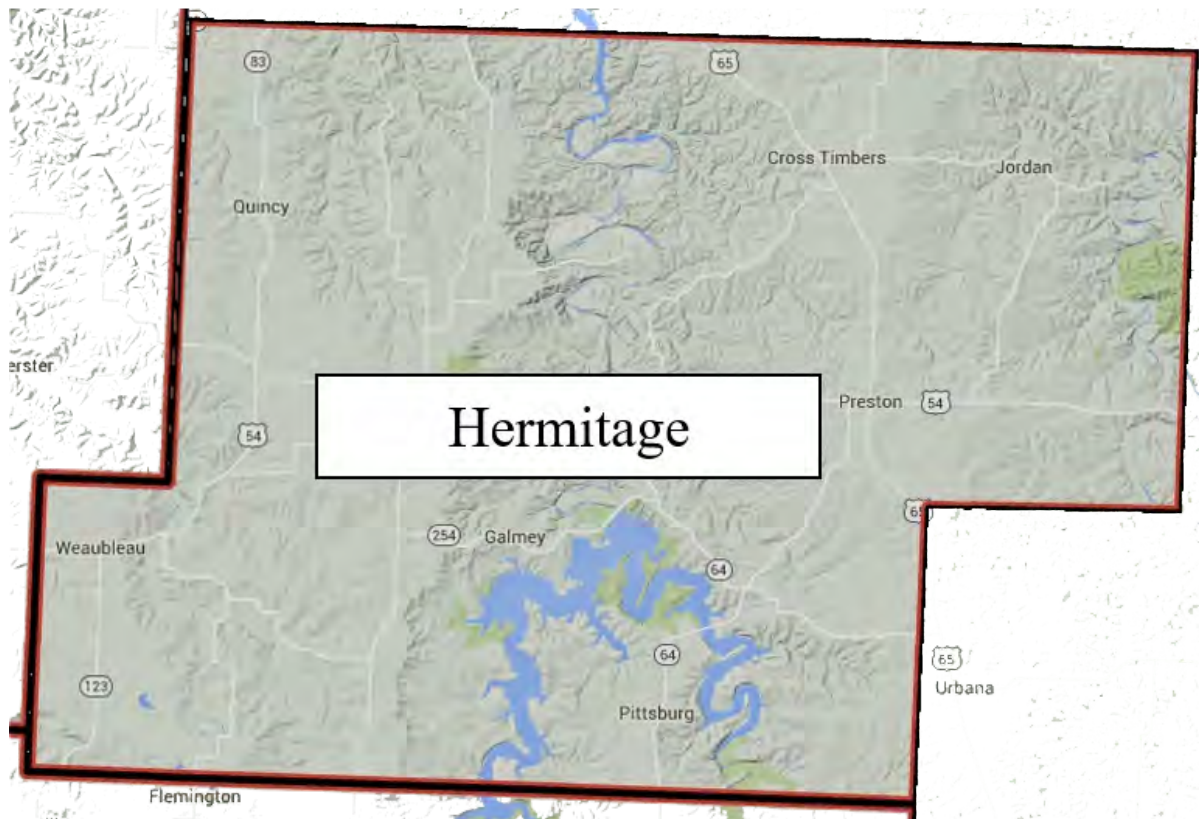 83
65
Cross Timbers
Jordan
Quincy
erster
Hermitage
Preston
54
54
65
254
Galmey
Weaubleau
64
64
65
Urbana
123
Pittsburg
Flemington